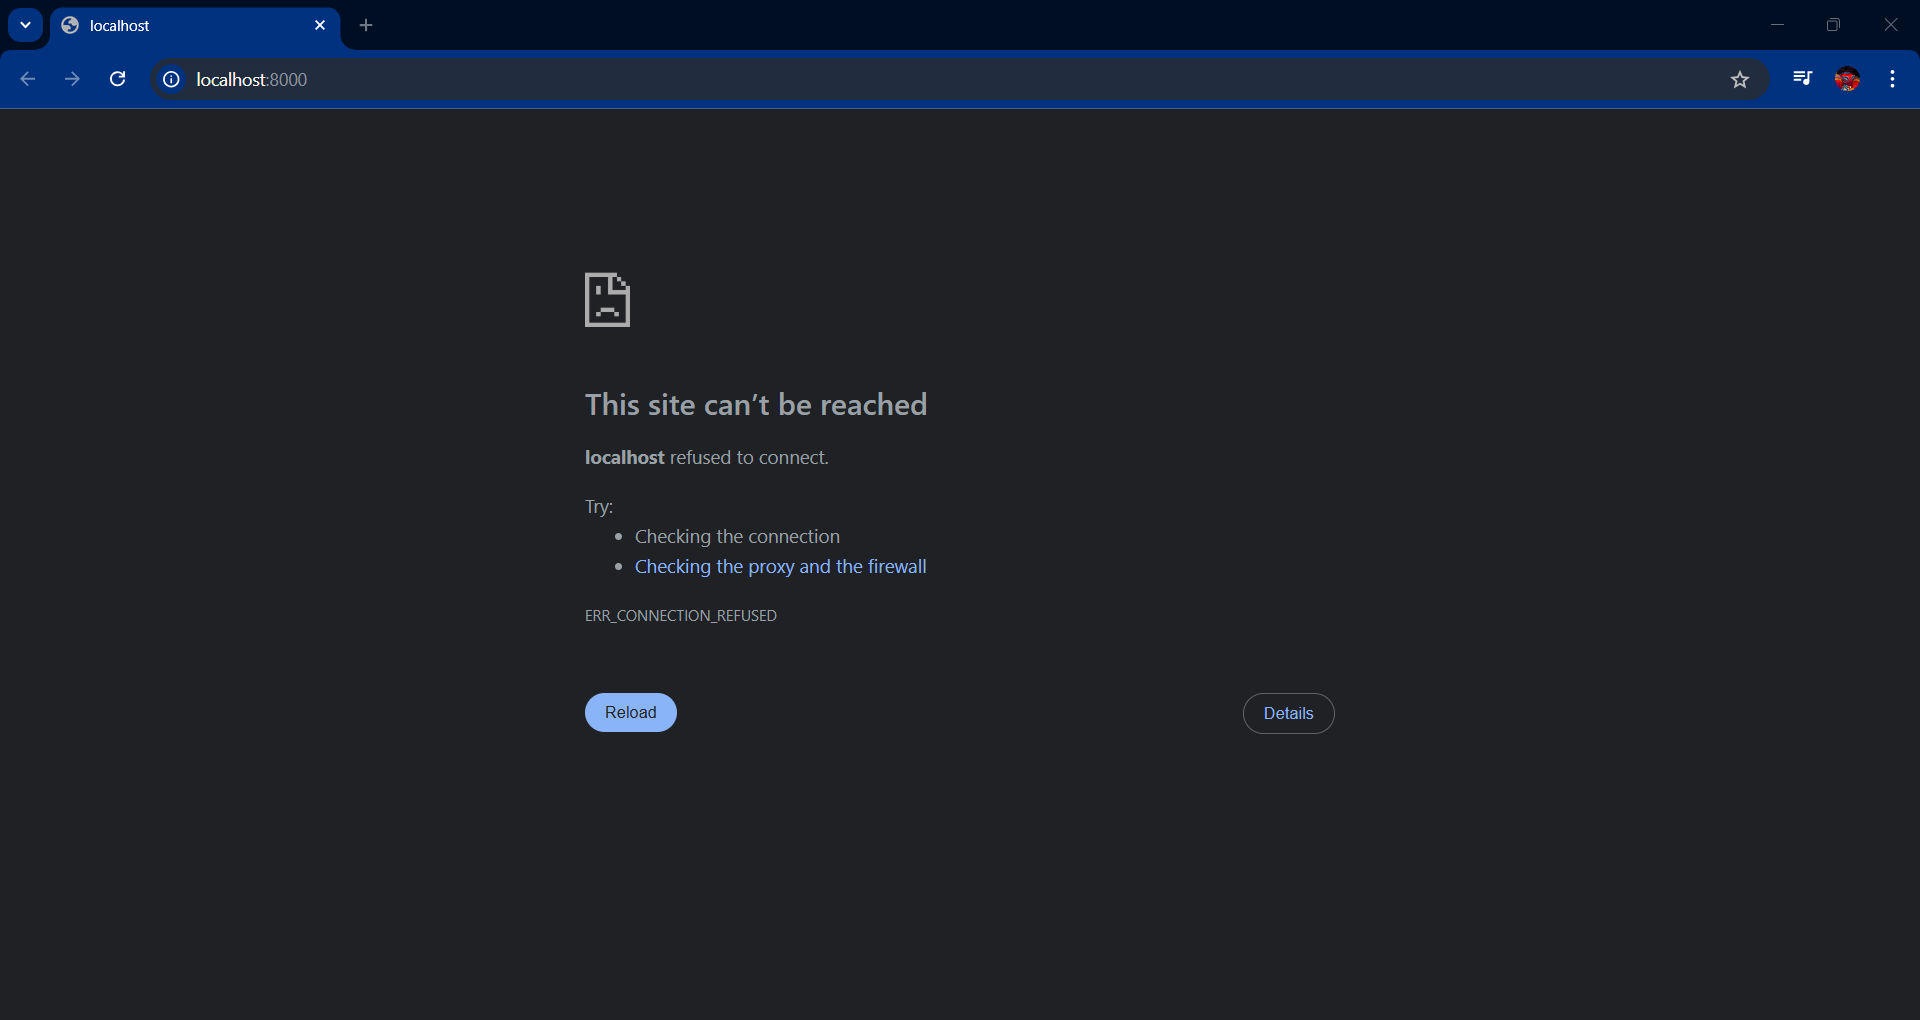 localhost
localhost:8000
This site can’t be reached
localhost refused to connect.
Try:
• Checking the connection
• Checking the proxy and the firewall
ERR_CONNECTION_REFUSED
Reload
Details